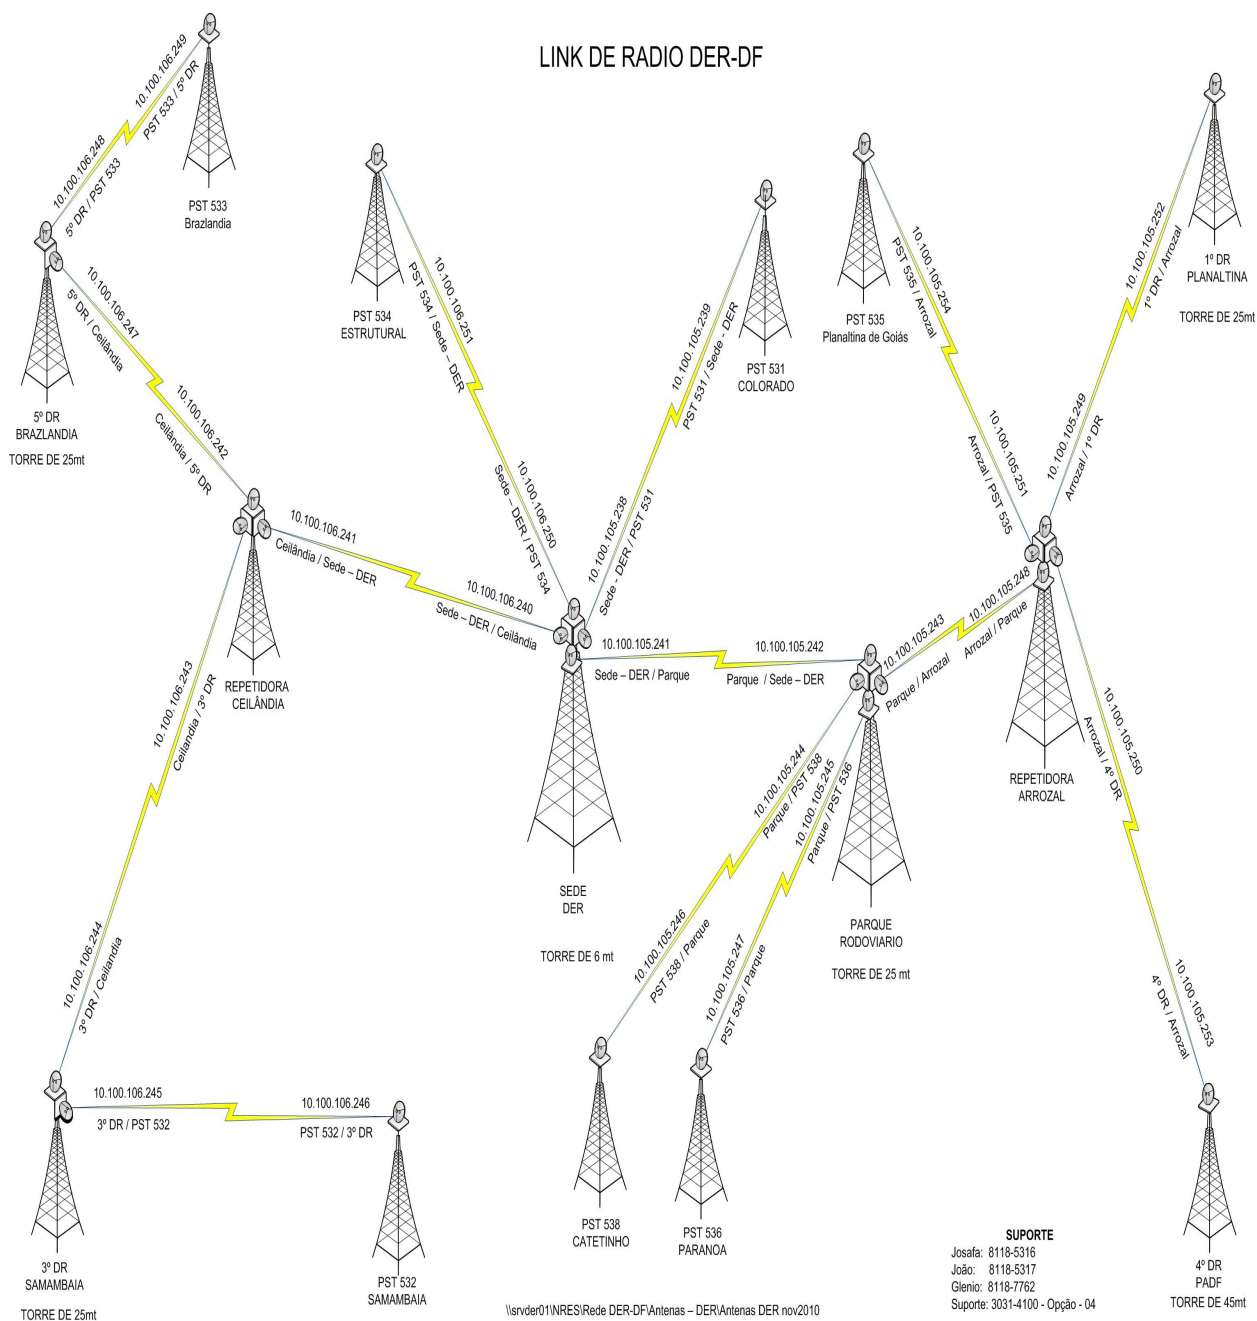 LINK DE RADIO DER-DF
10.100.106.249
PST 533 / 5º DR
10.100.106.248
5º DR / PST 533
PST 533
Brazlandia
10.100.106.247
5º DR / Ceilândia
5º DR
BRAZLANDIA
TORRE DE 25mt
10.100.106.242
Ceilândia / 5º DR
PST 534
ESTRUTURAL
10.100.106.251
PST 534 / Sede – DER
10.100.106.250
Sede – DER / PST 534
10.100.105.239
PST 531 / Sede - DER
10.100.105.238
Sede - DER / PST 531
PST 531
COLORADO
PST 535
Planaltina de Goiás
10.100.105.254
PST 535 / Arrozal
10.100.105.251
Arrozal / PST 535
10.100.105.252
1º DR / Arrozal
10.100.105.249
Arrozal / 1º DR
1º DR
PLANALTINA
TORRE DE 25mt
10.100.106.241
Ceilândia / Sede – DER
10.100.106.240
Sede – DER / Ceilândia
REPETIDORA
CEILÂNDIA
10.100.106.243
Ceilandia / 3º DR
10.100.106.244
3º DR / Ceilandia
10.100.105.241
Sede – DER / Parque
10.100.105.242
Parque / Sede – DER
10.100.105.243
Parque / Arrozal
10.100.105.248
Arrozal / Parque
REPETIDORA
ARROZAL
10.100.105.250
Arrozal / 4º DR
10.100.105.253
4º DR / Arrozal
10.100.105.244
Parque / PST 538
10.100.105.245
Parque / PST 536
10.100.105.246
PST 538 / Parque
10.100.105.247
PST 536 / Parque
SEDE
DER
TORRE DE 6 mt
PARQUE
RODOVIARIO
TORRE DE 25 mt
10.100.106.245
3º DR / PST 532
10.100.106.246
PST 532 / 3º DR
3º DR
SAMAMBAIA
TORRE DE 25mt
PST 532
SAMAMBAIA
PST 538
CATETINHO
PST 536
PARANOA
4º DR
PADF
TORRE DE 45mt
SUPORTE
Josafa: 8118-5316
João: 8118-5317
Glenio: 8118-7762
Suporte: 3031-4100 - Opção - 04
\\srvder01\NRES\Rede DER-DF\Antenas – DER\Antenas DER nov2010